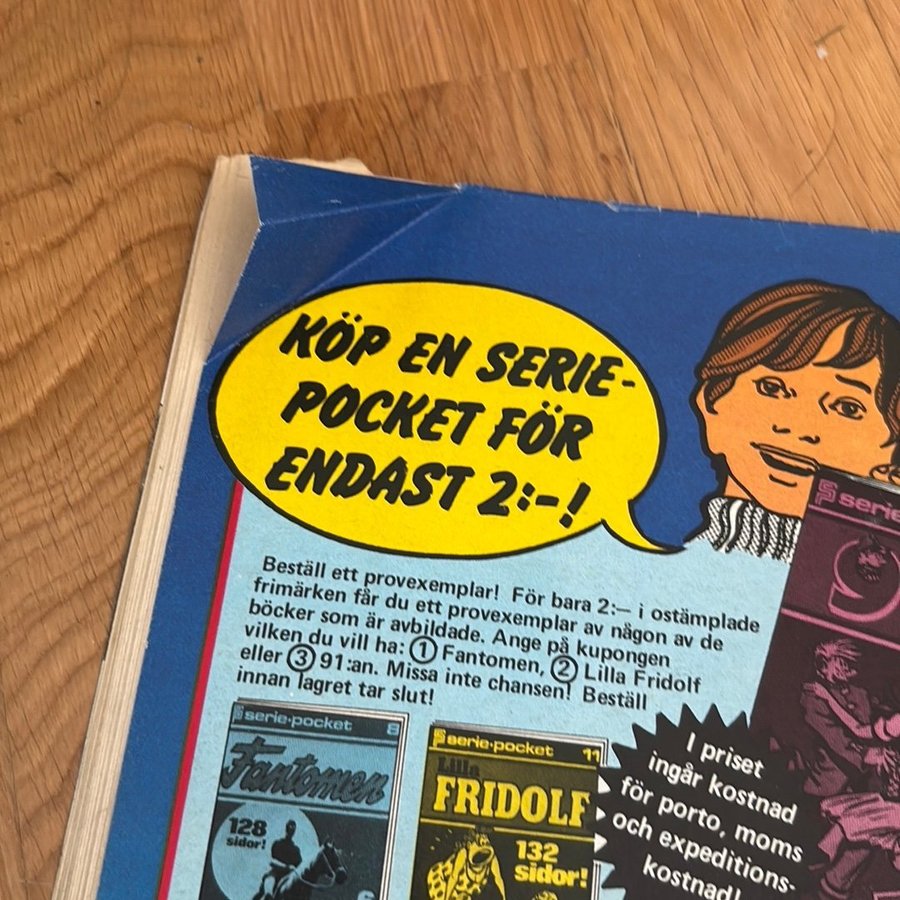 KÖP EN SERIE-
POCKET FÖR
ENDAST 2:-!
Beställ ett provexemplar! För bara 2:— i ostämplade
frimärken får du ett provexemplar av någon av de
böcker som är avbildade. Ange på kupongen
vilken du vill ha: ① Fantomen, ② Lilla Fridolf
eller ③ 91:an. Missa inte chansen! Beställ
innan lagret tar slut!
serie-pocket 8
Fantomen
128
sidor!
serie-pocket 11
Lilla
FRIDOLF
132
sidor!
I priset
ingår kostnad
för porto, moms
och expeditions-
kostnad!
9